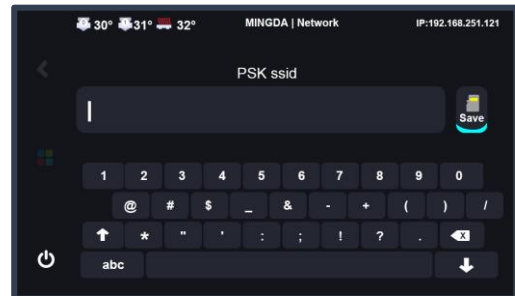 30° 31° 32° MINGDA | Network IP:192.168.251.121
PSK ssid
Save
1 2 3 4 5 6 7 8 9 0
@ # $ _ & - + ( ) /
* " ' : ; ! ? .
abc